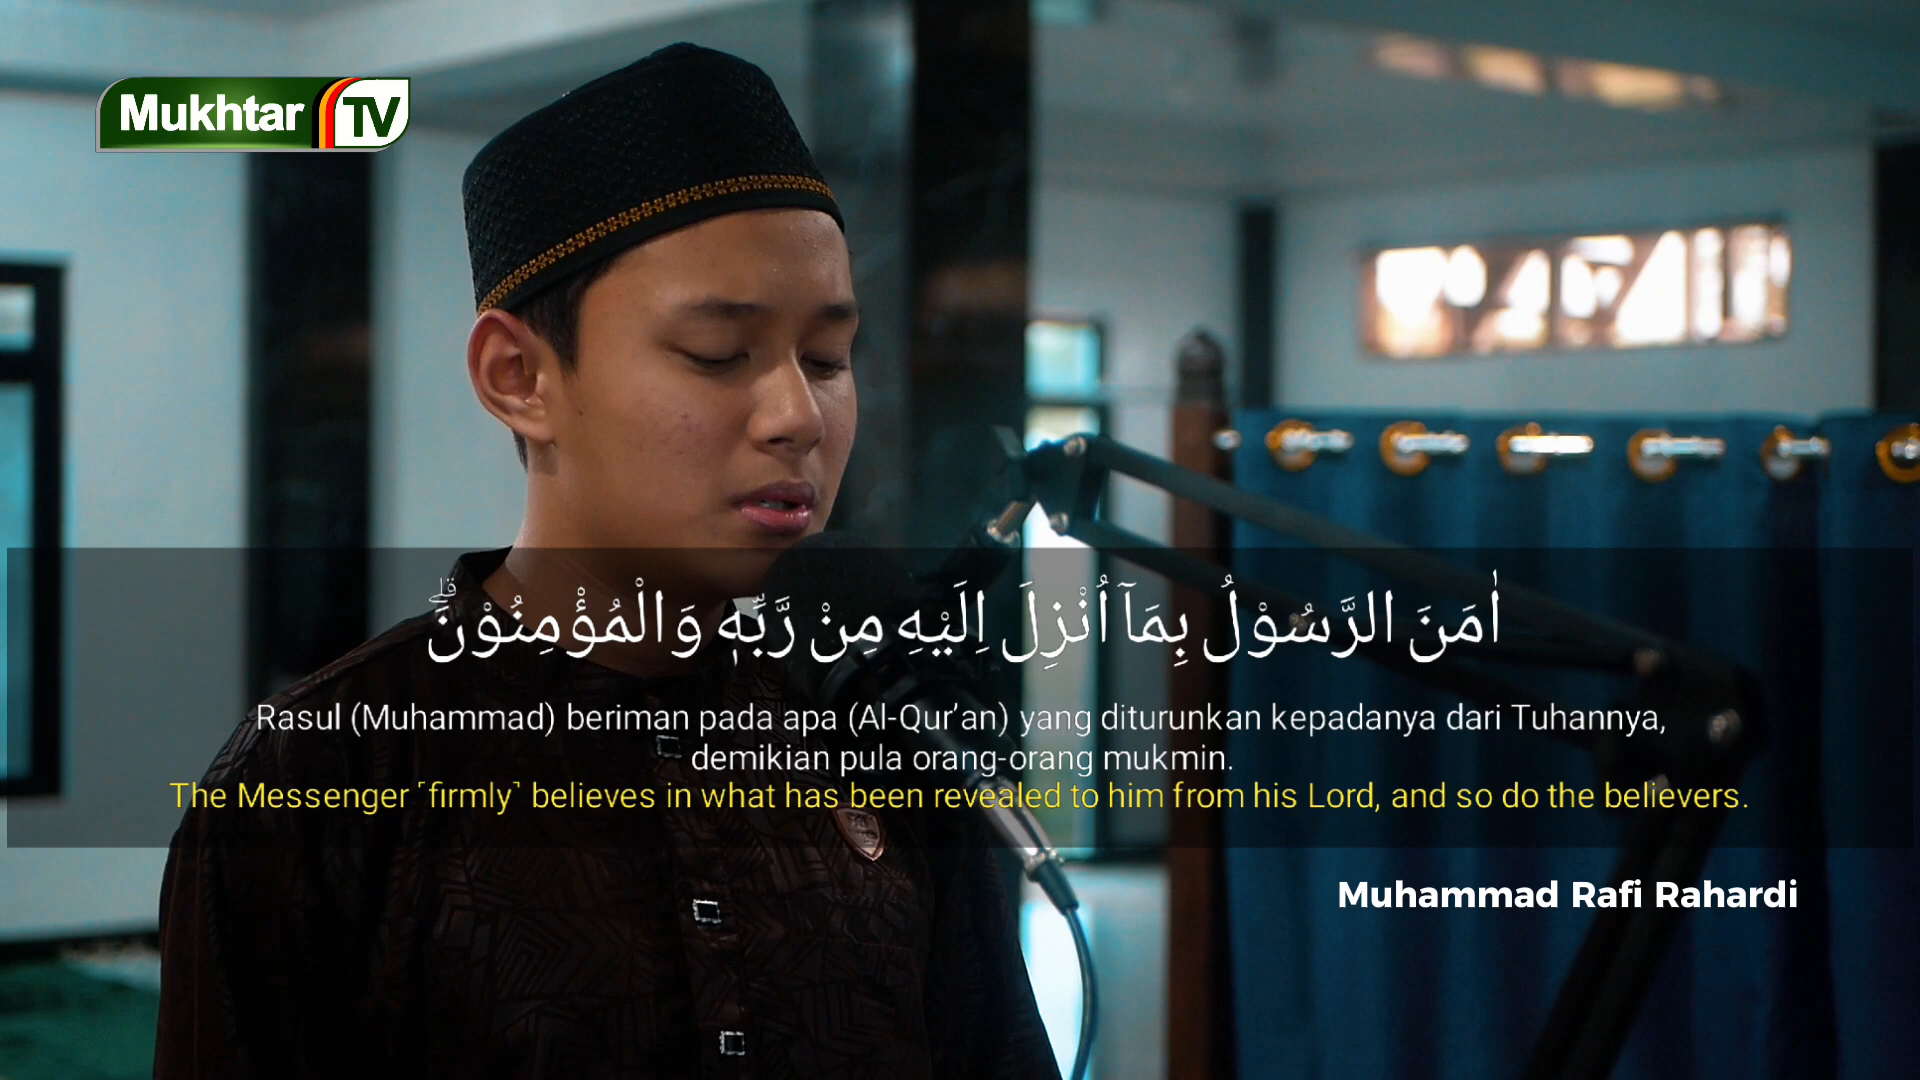 Mukhtar TV
اٰمَنَ الرَّسُوْلُ بِمَآ اُنْزِلَ اِلَيْهِ مِنْ رَّبِّهٖ وَالْمُؤْمِنُوْنَۗ
Rasul (Muhammad) beriman pada apa (Al-Qur’an) yang diturunkan kepadanya dari Tuhannya,
demikian pula orang-orang mukmin.
The Messenger ˹firmly˺ believes in what has been revealed to him from his Lord, and so do the believers.
Muhammad Rafi Rahardi